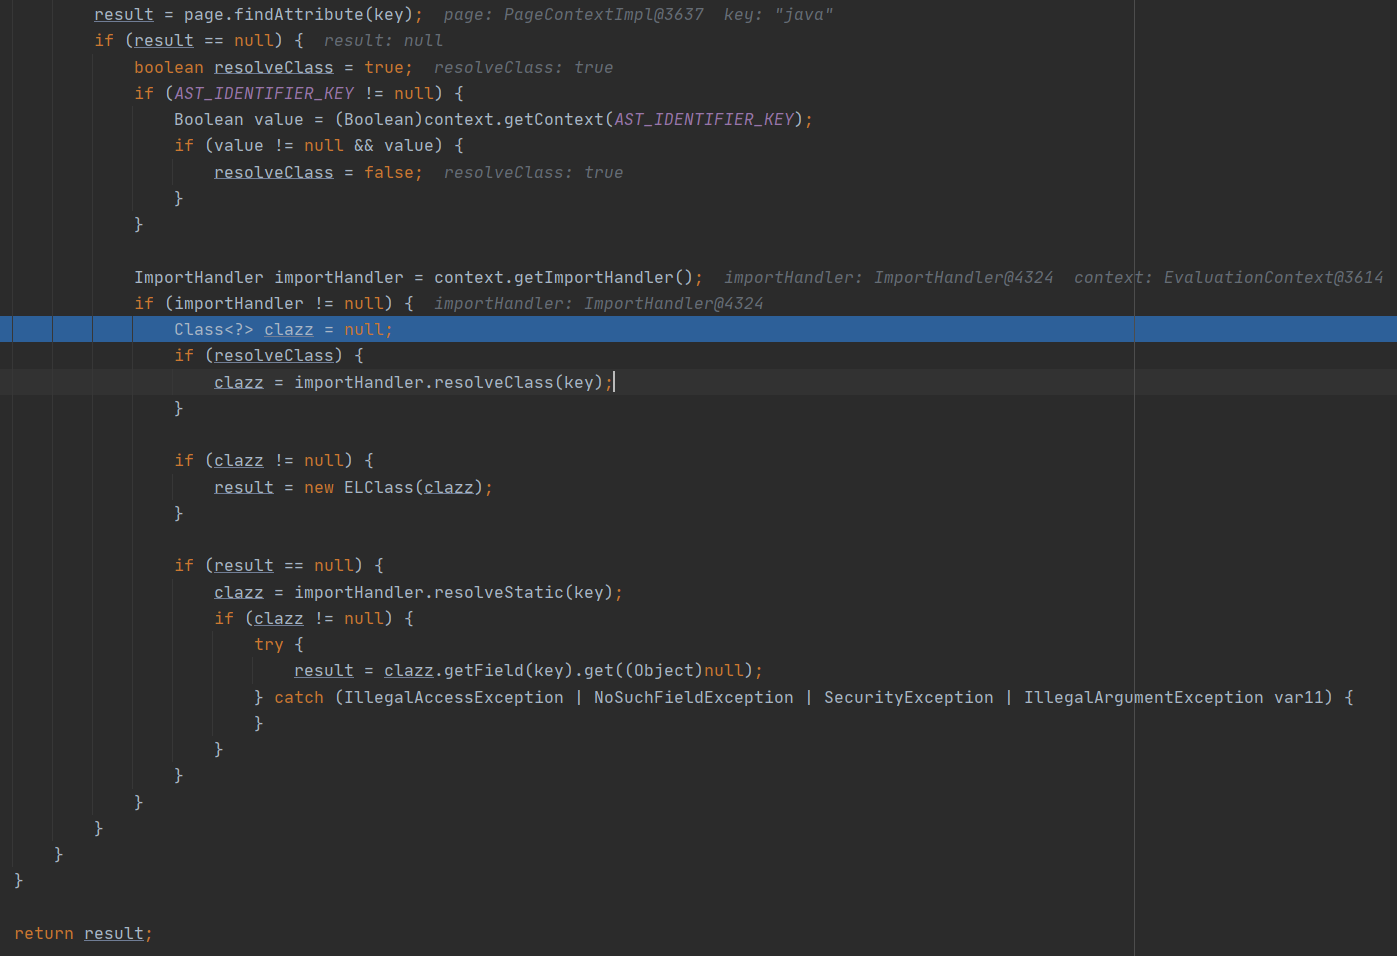 result = page.findAttribute(key);  page: PageContextImpl@3637  key: "java"
if (result == null) {  result: null
boolean resolveClass = true;  resolveClass: true
if (AST_IDENTIFIER_KEY != null) {
Boolean value = (Boolean)context.getContext(AST_IDENTIFIER_KEY);
if (value != null && value) {
resolveClass = false;  resolveClass: true
}
}
ImportHandler importHandler = context.getImportHandler();  importHandler: ImportHandler@4324  context: EvaluationContext@3614
if (importHandler != null) {  importHandler: ImportHandler@4324
Class<?> clazz = null;
if (resolveClass) {
clazz = importHandler.resolveClass(key);
}
if (clazz != null) {
result = new ELClass(clazz);
}
if (result == null) {
clazz = importHandler.resolveStatic(key);
if (clazz != null) {
try {
result = clazz.getField(key).get((Object)null);
} catch (IllegalAccessException | NoSuchFieldException | SecurityException | IllegalArgumentException var11) {
}
}
}
}
}
}
}
return result;